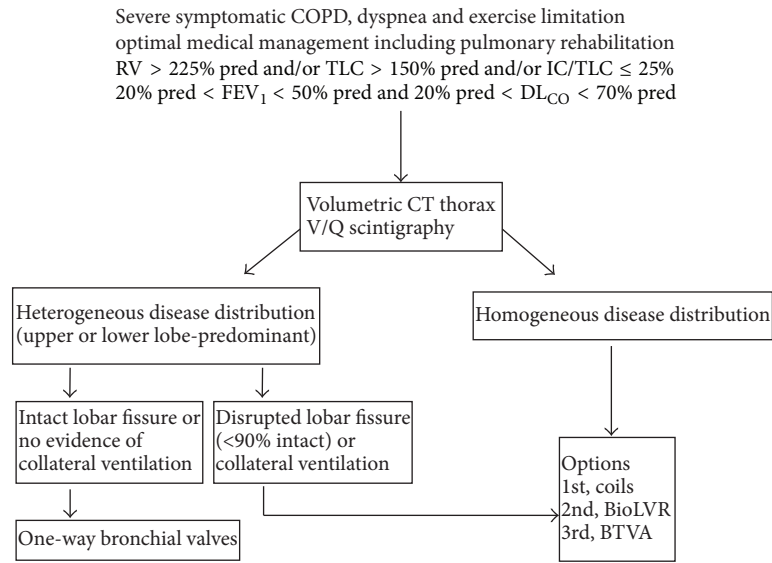 Severe symptomatic COPD, dyspnea and exercise limitation
optimal medical management including pulmonary rehabilitation
RV > 225% pred and/or TLC > 150% pred and/or IC/TLC ≤ 25%
20% pred < FEV₁ < 50% pred and 20% pred < DL_CO < 70% pred
Volumetric CT thorax
V/Q scintigraphy
Heterogeneous disease distribution
(upper or lower lobe-predominant)
Homogeneous disease distribution
Intact lobar fissure or
no evidence of
collateral ventilation
Disrupted lobar fissure
(<90% intact) or
collateral ventilation
Options
1st, coils
2nd, BioLVR
3rd, BTVA
One-way bronchial valves